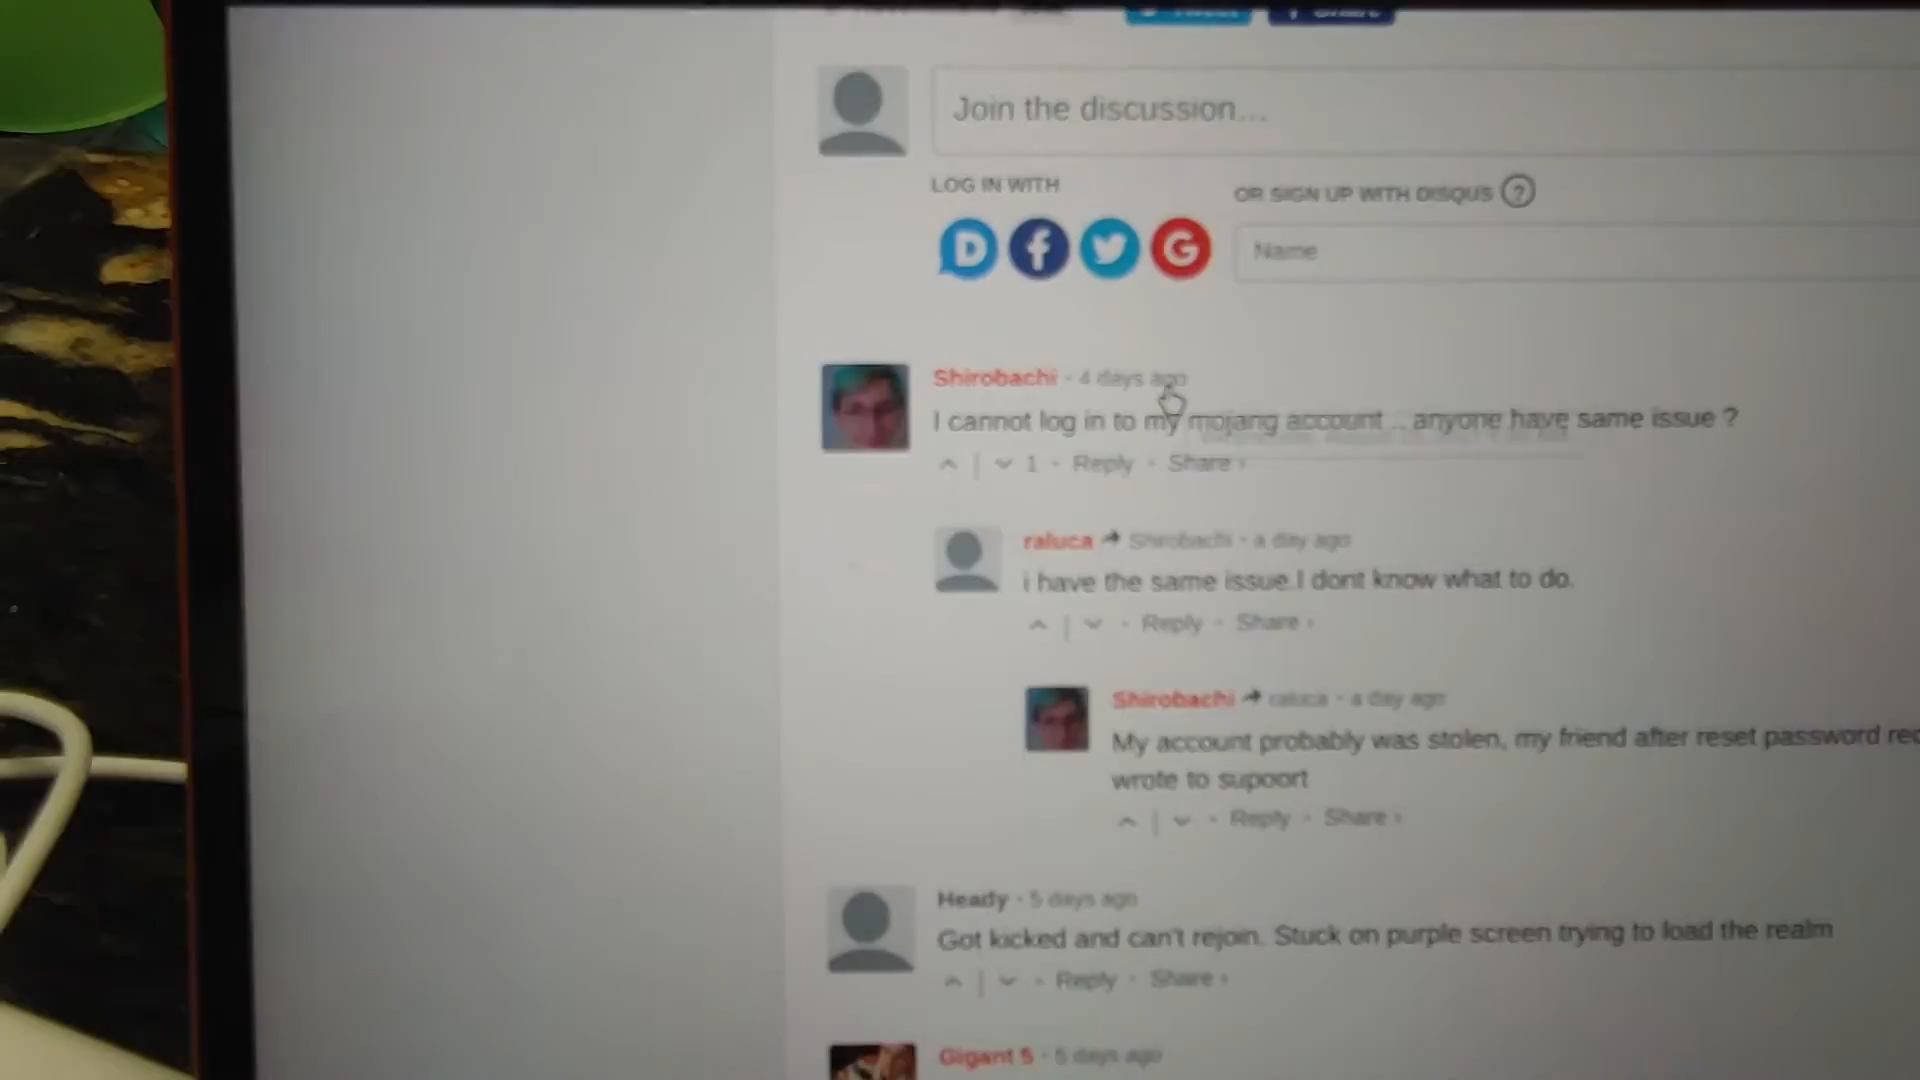 Tweet
Share
Join the discussion...
LOG IN WITH
OR SIGN UP WITH DISQUS ?
Name
Shirobachi · 4 days ago
I cannot log in to my mojang account .. anyone have same issue ?
1 · Reply · Share ›
raluca → Shirobachi · a day ago
i have the same issue.I dont know what to do.
Reply · Share ›
Shirobachi → raluca · a day ago
My account probably was stolen, my friend after reset password
wrote to supoort
Reply · Share ›
Heady · 5 days ago
Got kicked and can't rejoin. Stuck on purple screen trying to load the realm
Reply · Share ›
Gigant 5 · 5 days ago